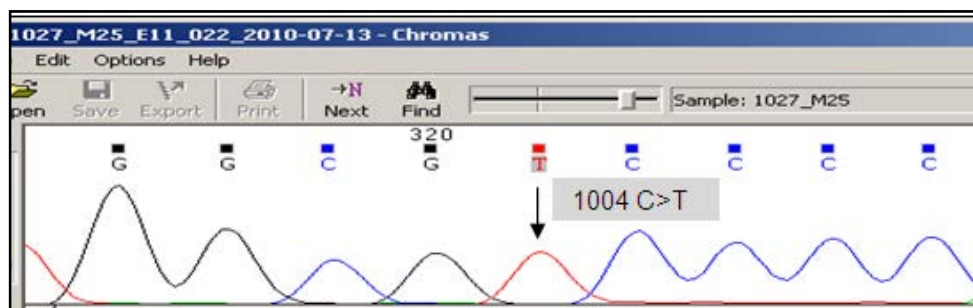 1027_M25_E11_022_2010-07-13 - Chromas
Edit Options Help
pen Save Export Print Next Find Sample: 1027_M25
→N
320
G G C G T C C C C
1004 C>T